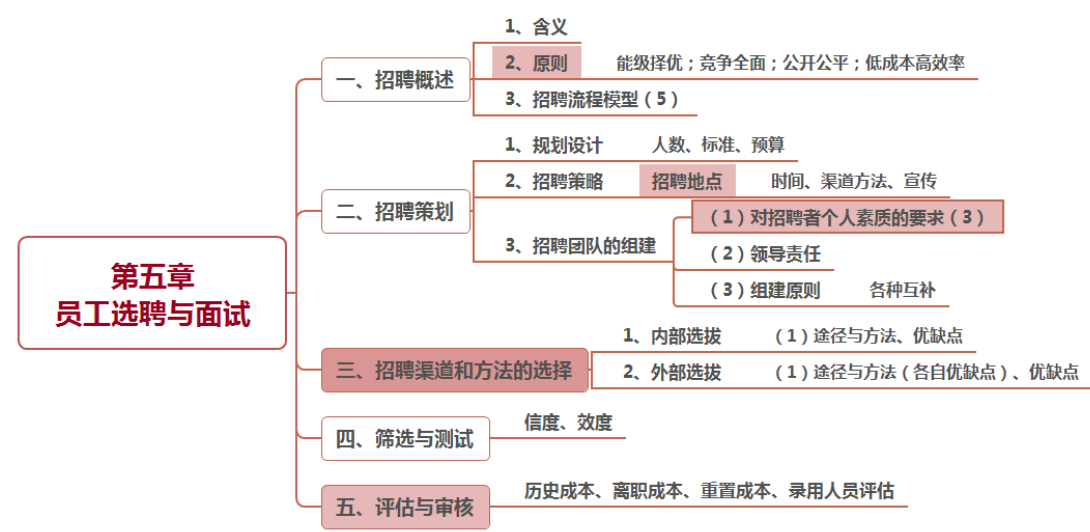 第五章
员工选聘与面试
一、招聘概述
1、含义
2、原则 能级择优；竞争全面；公开公平；低成本高效率
3、招聘流程模型（5）
二、招聘策划
1、规划设计 人数、标准、预算
2、招聘策略 招聘地点 时间、渠道方法、宣传
3、招聘团队的组建
（1）对招聘者个人素质的要求（3）
（2）领导责任
（3）组建原则 各种互补
三、招聘渠道和方法的选择
1、内部选拔 （1）途径与方法、优缺点
2、外部选拔 （1）途径与方法（各自优缺点）、优缺点
四、筛选与测试
信度、效度
五、评估与审核
历史成本、离职成本、重置成本、录用人员评估